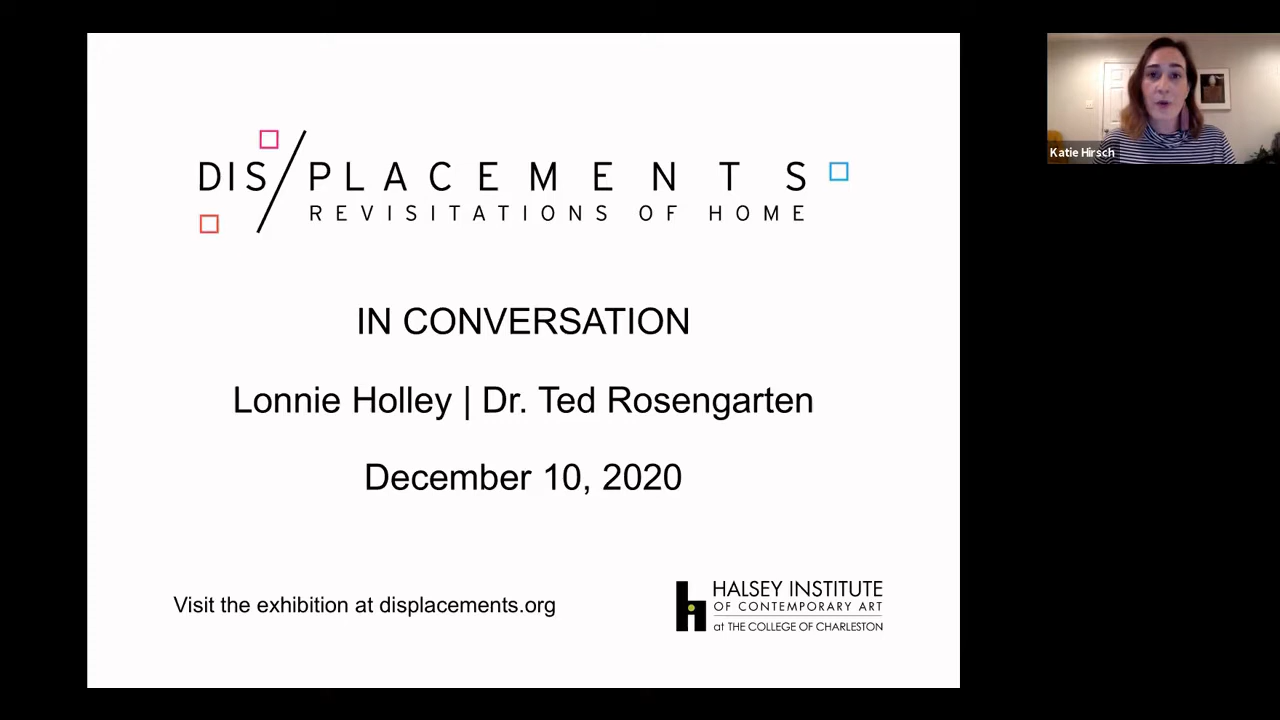 DIS/PLACEMENTS
REVISITATIONS OF HOME
IN CONVERSATION
Lonnie Holley | Dr. Ted Rosengarten
December 10, 2020
Visit the exhibition at displacements.org
HALSEY INSTITUTE
OF CONTEMPORARY ART
at THE COLLEGE OF CHARLESTON
Katie Hirsch